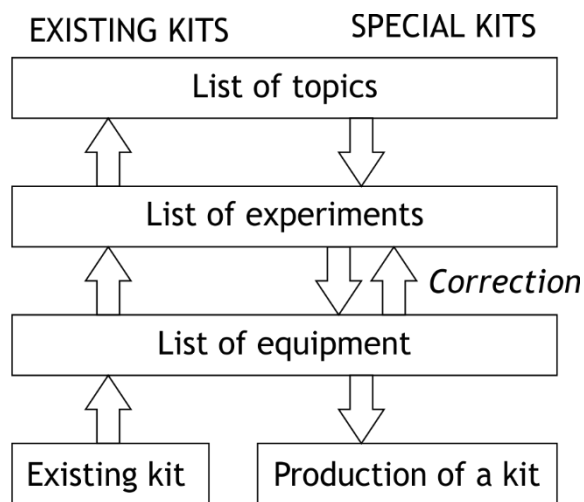 EXISTING KITS
SPECIAL KITS
List of topics
List of experiments
Correction
List of equipment
Existing kit
Production of a kit